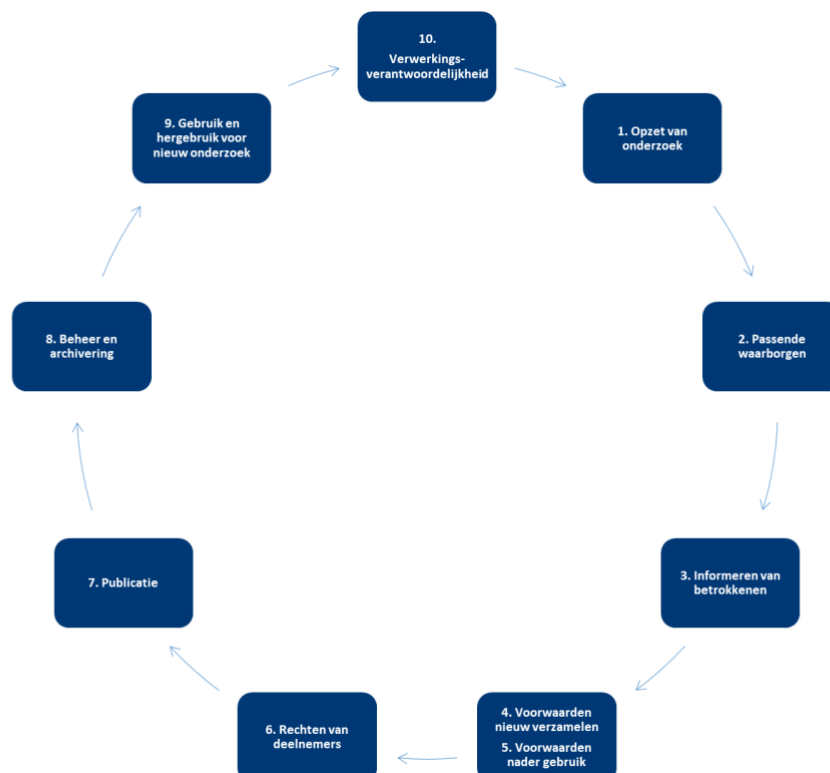 10.
Verwerkings-
verantwoordelijkheid
1. Opzet van
onderzoek
2. Passende
waarborgen
3. Informeren van
betrokkenen
4. Voorwaarden
nieuw verzamelen
5. Voorwaarden
nader gebruik
6. Rechten van
deelnemers
7. Publicatie
8. Beheer en
archivering
9. Gebruik en
hergebruik voor
nieuw onderzoek